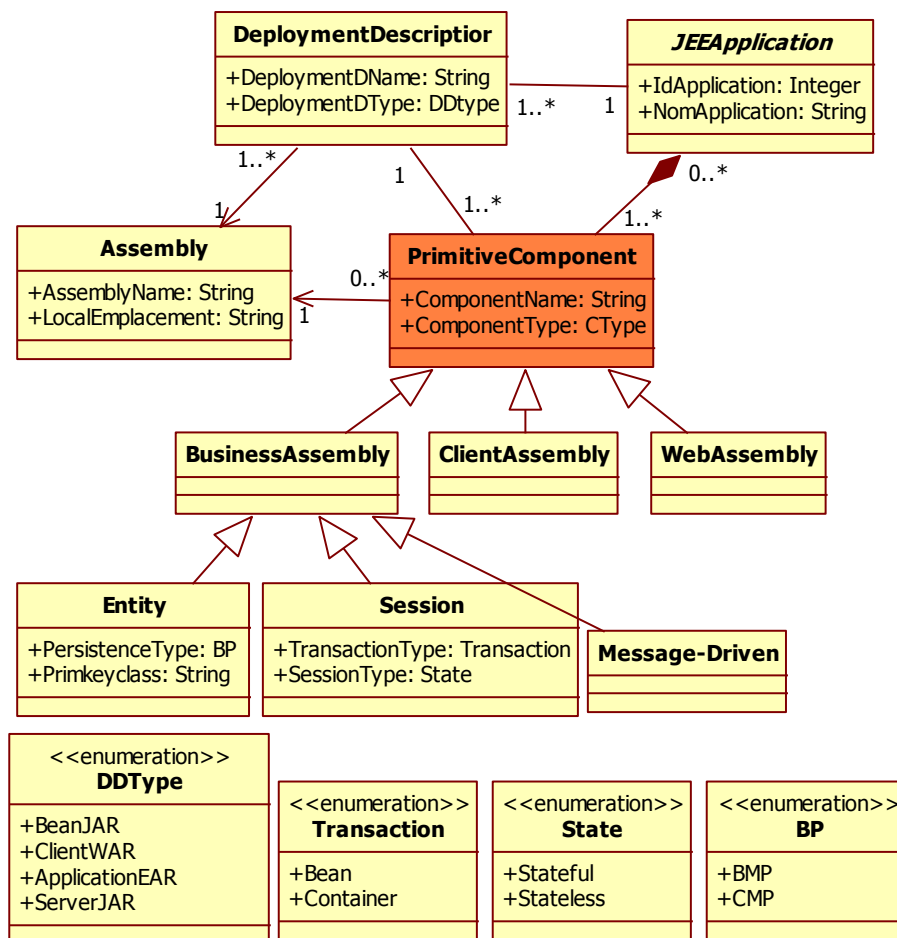 DeploymentDescriptior
+DeploymentDName: String
+DeploymentDType: DDtype
JEEApplication
+IdApplication: Integer
+NomApplication: String
1..*
1
1..*
1
1
1..*
0..*
1..*
Assembly
+AssemblyName: String
+LocalEmplacement: String
0..*
1
PrimitiveComponent
+ComponentName: String
+ComponentType: CType
BusinessAssembly
ClientAssembly
WebAssembly
Entity
+PersistenceType: BP
+Primkeyclass: String
Session
+TransactionType: Transaction
+SessionType: State
Message-Driven
<<enumeration>>
DDType
+BeanJAR
+ClientWAR
+ApplicationEAR
+ServerJAR
<<enumeration>>
Transaction
+Bean
+Container
<<enumeration>>
State
+Stateful
+Stateless
<<enumeration>>
BP
+BMP
+CMP